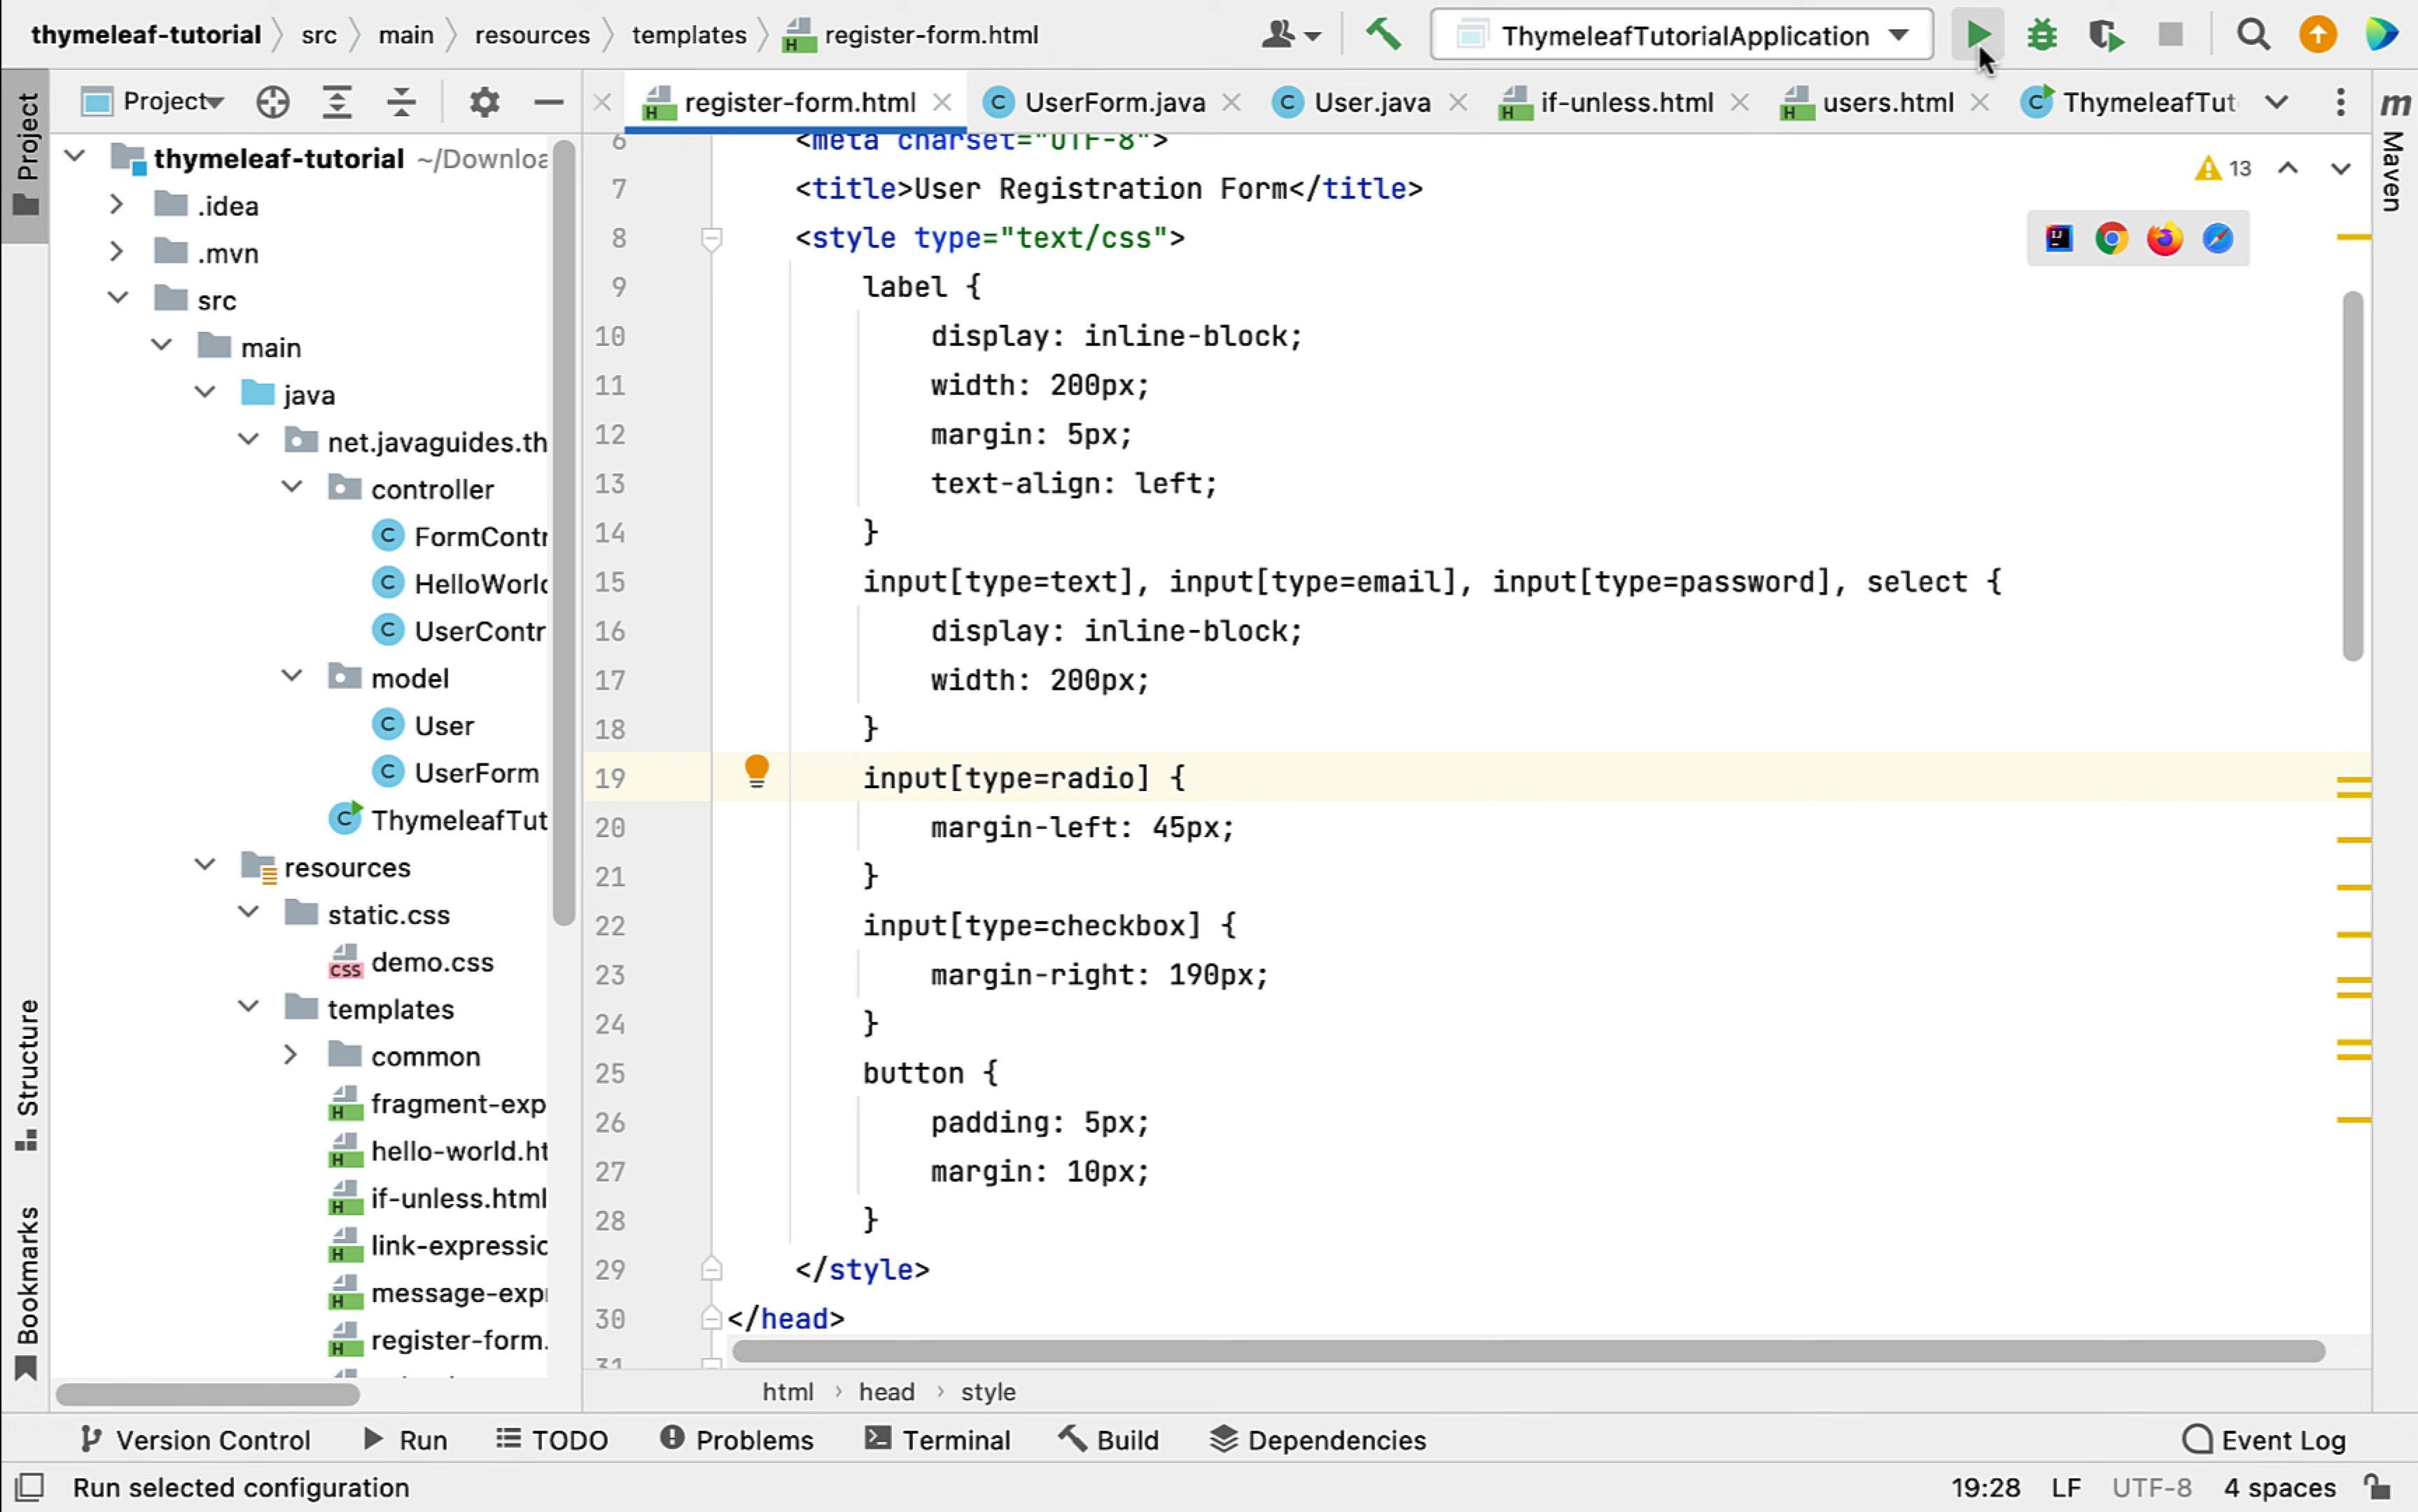 thymeleaf-tutorial src main resources templates register-form.html ThymeleafTutorialApplication
Project register-form.html UserForm.java User.java if-unless.html users.html ThymeleafTut
Project
Structure
Bookmarks
thymeleaf-tutorial ~/Downloa
.idea
.mvn
src
main
java
net.javaguides.th
controller
FormContr
HelloWorld
UserContr
model
User
UserForm
ThymeleafTut
resources
static.css
demo.css
templates
common
fragment-exp
hello-world.ht
if-unless.html
link-expressio
message-expr
register-form.
6 <meta charset="UTF-8">
7 <title>User Registration Form</title>
8 <style type="text/css">
9 label {
10 display: inline-block;
11 width: 200px;
12 margin: 5px;
13 text-align: left;
14 }
15 input[type=text], input[type=email], input[type=password], select {
16 display: inline-block;
17 width: 200px;
18 }
19 input[type=radio] {
20 margin-left: 45px;
21 }
22 input[type=checkbox] {
23 margin-right: 190px;
24 }
25 button {
26 padding: 5px;
27 margin: 10px;
28 }
29 </style>
30 </head>
31
13
m Maven
html › head › style
Version Control Run TODO Problems Terminal Build Dependencies Event Log
Run selected configuration 19:28 LF UTF-8 4 spaces